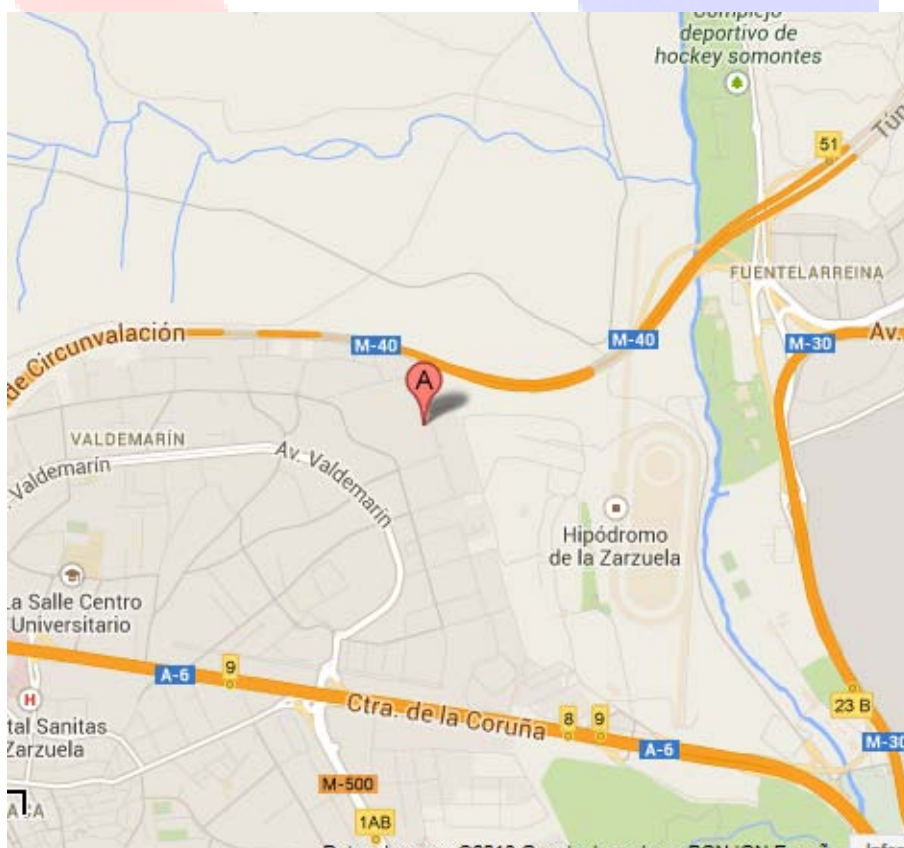 Complejo
deportivo de
hockey somontes
51
FUENTELARREINA
de Circunvalación
M-40
M-40
M-30
Av.
A
VALDEMARÍN
Valdemarín
Av. Valdemarín
Hipódromo
de la Zarzuela
La Salle Centro
Universitario
A-6
9
Ctra. de la Coruña
8
9
A-6
23 B
M-30
H
Sanitas
Zarzuela
M-500
1AB